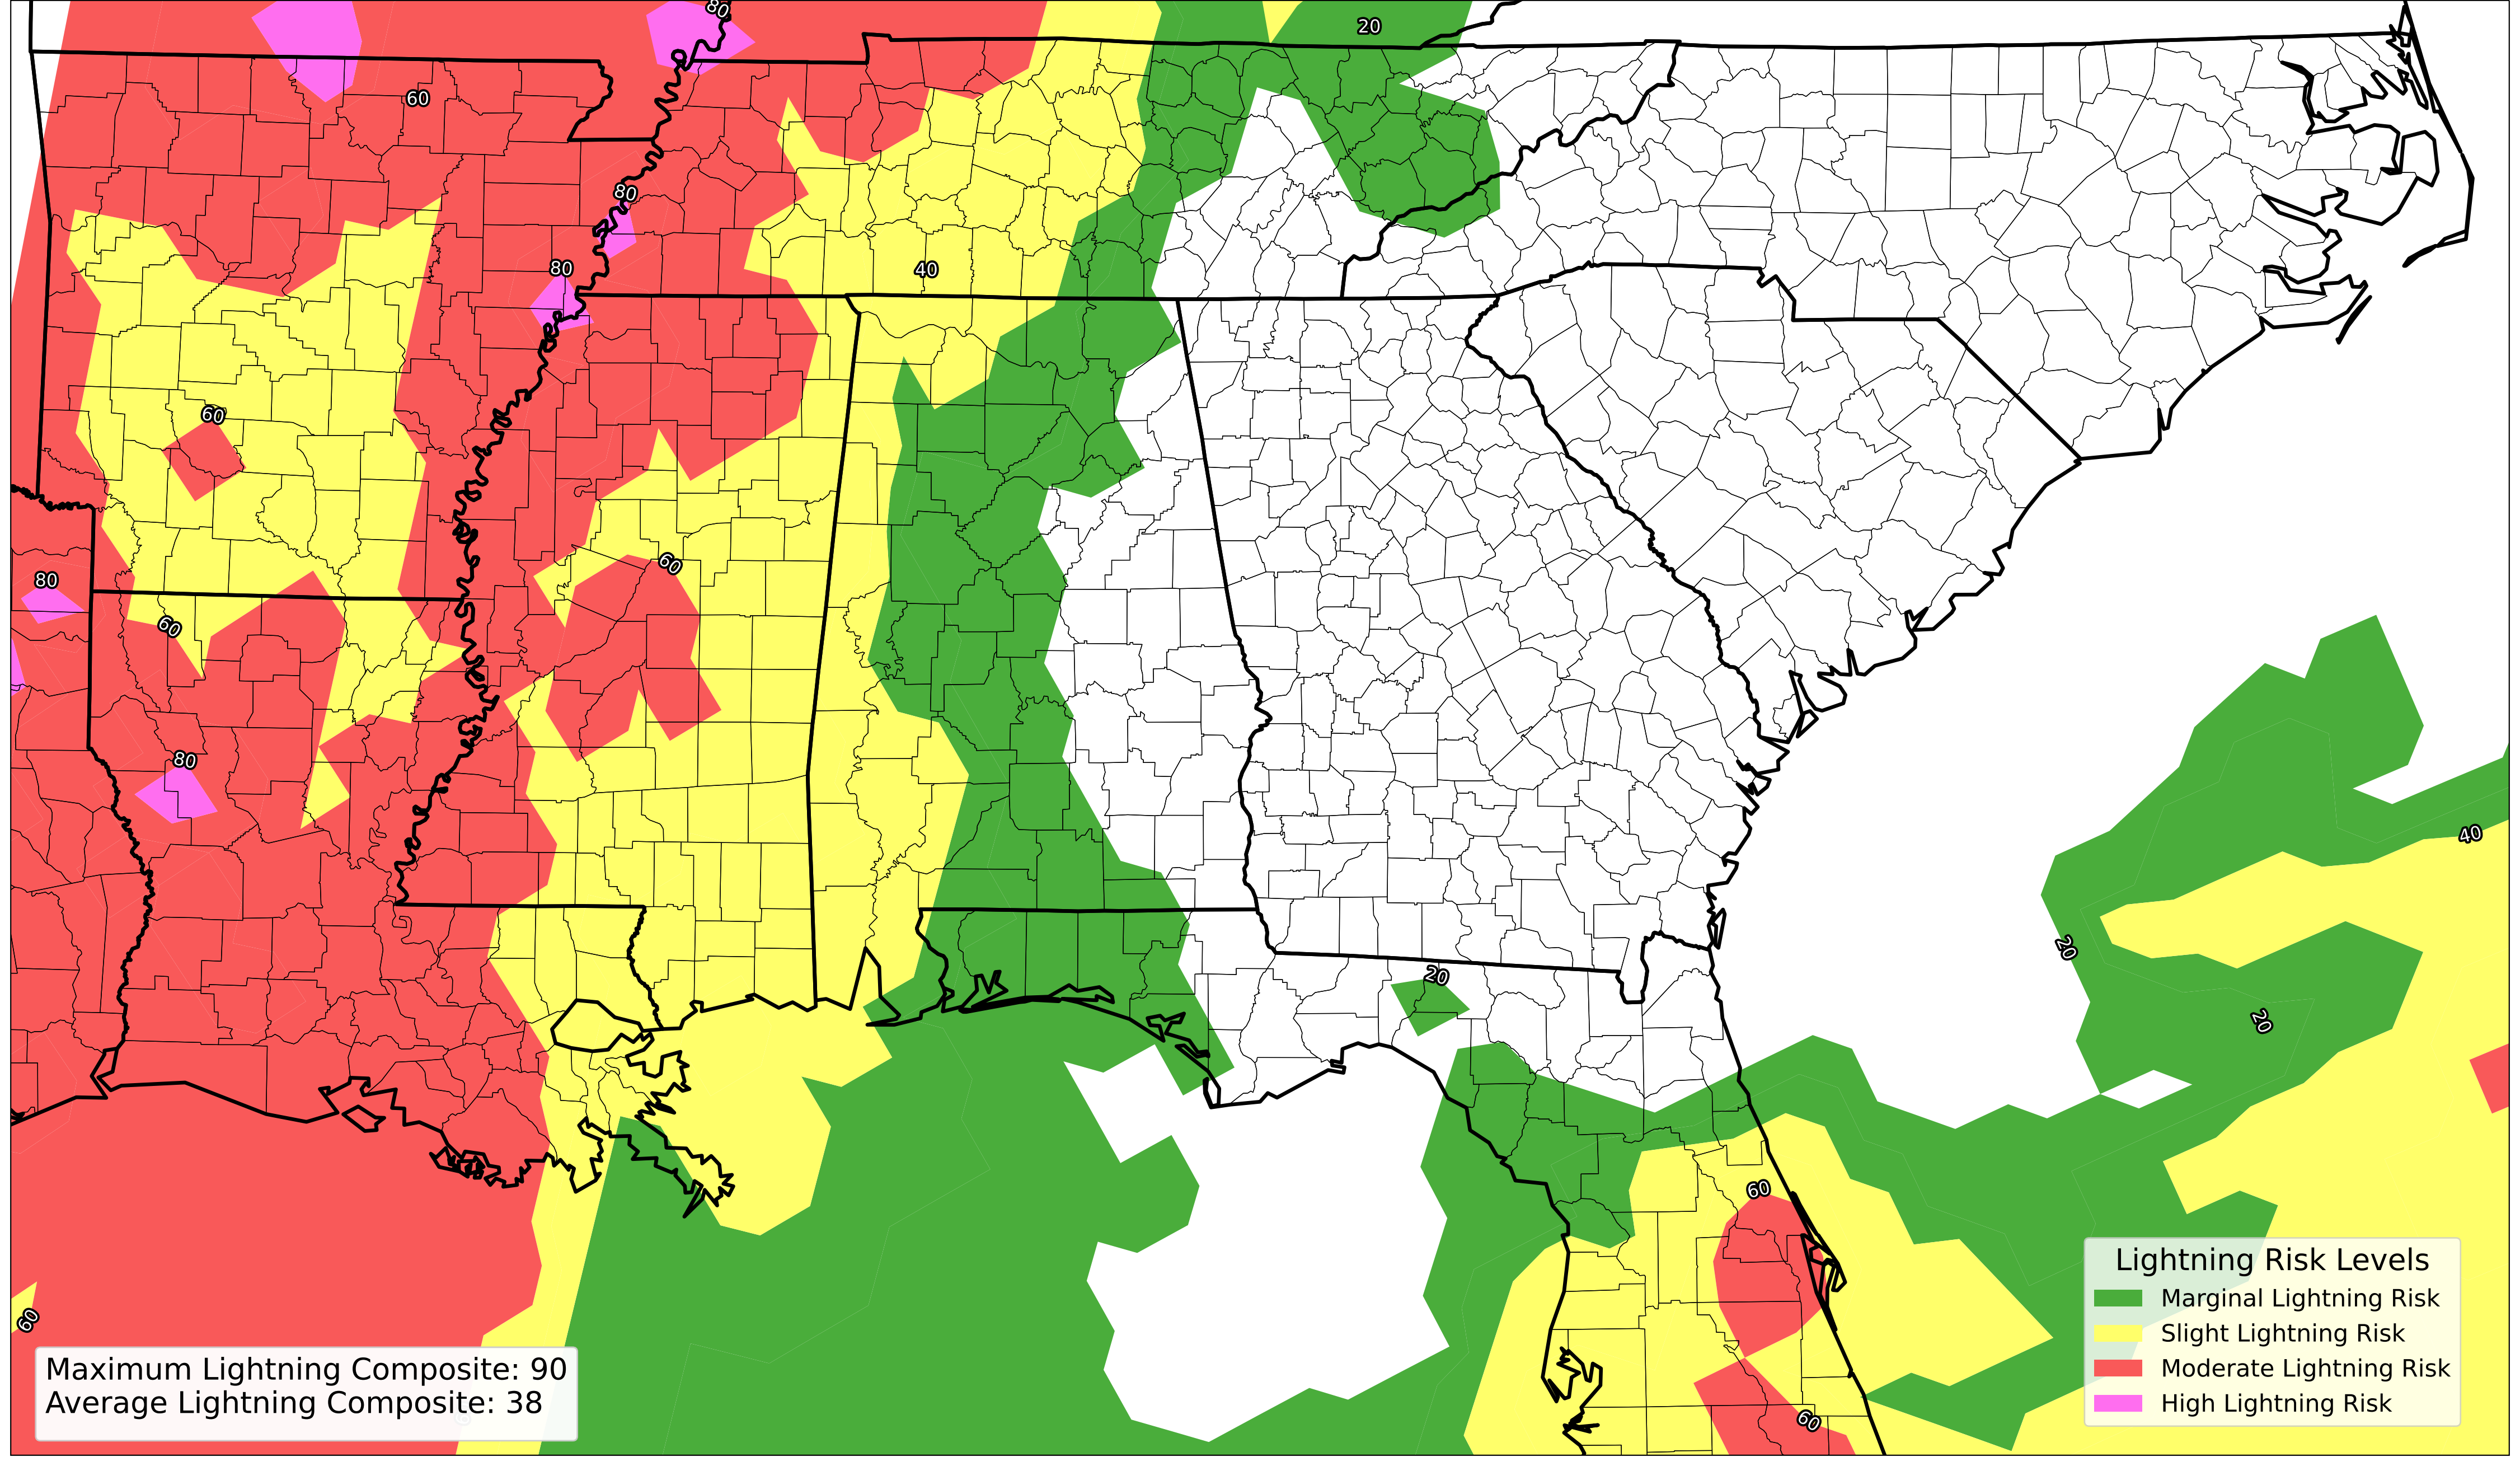 80
20
60
80
80
40
60
60
80
60
80
40
20
20
20
60
60
60
Lightning Risk Levels
Marginal Lightning Risk
Slight Lightning Risk
Moderate Lightning Risk
High Lightning Risk
Maximum Lightning Composite: 90
Average Lightning Composite: 38